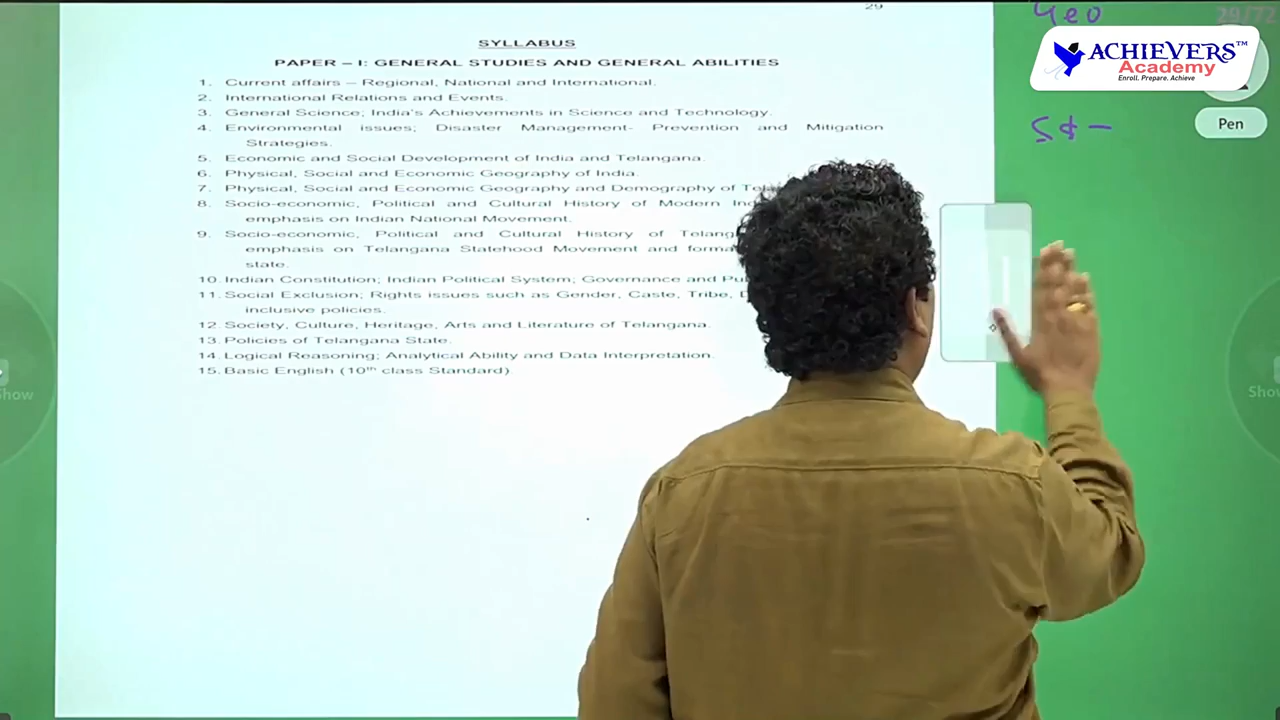 29
Geo
29/72
ACHIEVERS™
Academy
Enroll. Prepare. Achieve
Pen
St -
SYLLABUS
PAPER – I: GENERAL STUDIES AND GENERAL ABILITIES
1. Current affairs – Regional, National and International.
2. International Relations and Events.
3. General Science; India's Achievements in Science and Technology.
4. Environmental issues; Disaster Management- Prevention and Mitigation
Strategies.
5. Economic and Social Development of India and Telangana.
6. Physical, Social and Economic Geography of India.
7. Physical, Social and Economic Geography and Demography of
8. Socio-economic, Political and Cultural History of Modern
emphasis on Indian National Movement.
9. Socio-economic, Political and Cultural History of
emphasis on Telangana Statehood Movement and
state.
10. Indian Constitution; Indian Political System; Governance and
11. Social Exclusion; Rights issues such as Gender, Caste, Tribe,
inclusive policies.
12. Society, Culture, Heritage, Arts and Literature of Telangana.
13. Policies of Telangana State.
14. Logical Reasoning; Analytical Ability and Data Interpretation.
15. Basic English (10th class Standard)
Show